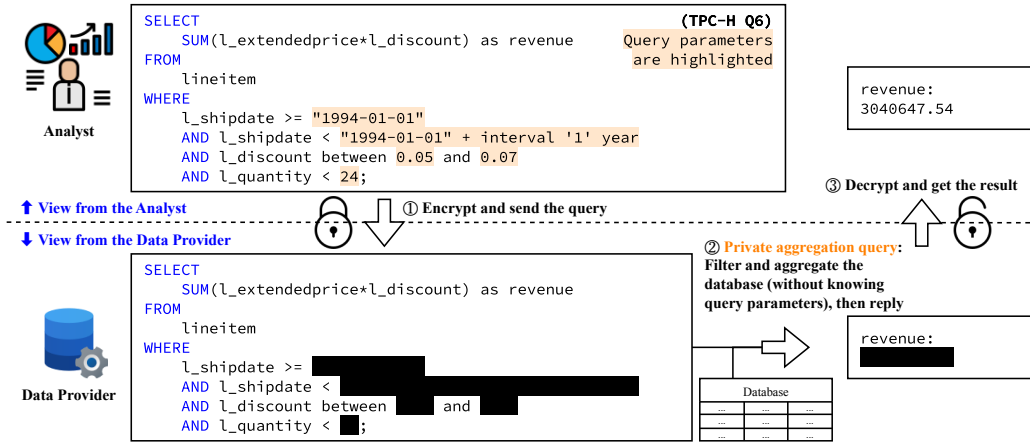 SELECT
SUM(l_extendedprice*l_discount) as revenue
FROM
lineitem
WHERE
l_shipdate >= "1994-01-01"
AND l_shipdate < "1994-01-01" + interval '1' year
AND l_discount between 0.05 and 0.07
AND l_quantity < 24;
(TPC-H Q6)
Query parameters
are highlighted
Analyst
revenue:
3040647.54
③ Decrypt and get the result
⬆ View from the Analyst
① Encrypt and send the query
⬇ View from the Data Provider
② Private aggregation query:
Filter and aggregate the
database (without knowing
query parameters), then reply
SELECT
SUM(l_extendedprice*l_discount) as revenue
FROM
lineitem
WHERE
l_shipdate >=
AND l_shipdate <
AND l_discount between and
AND l_quantity < ;
Data Provider
revenue:
Database
... ... ...
... ... ...
... ... ...